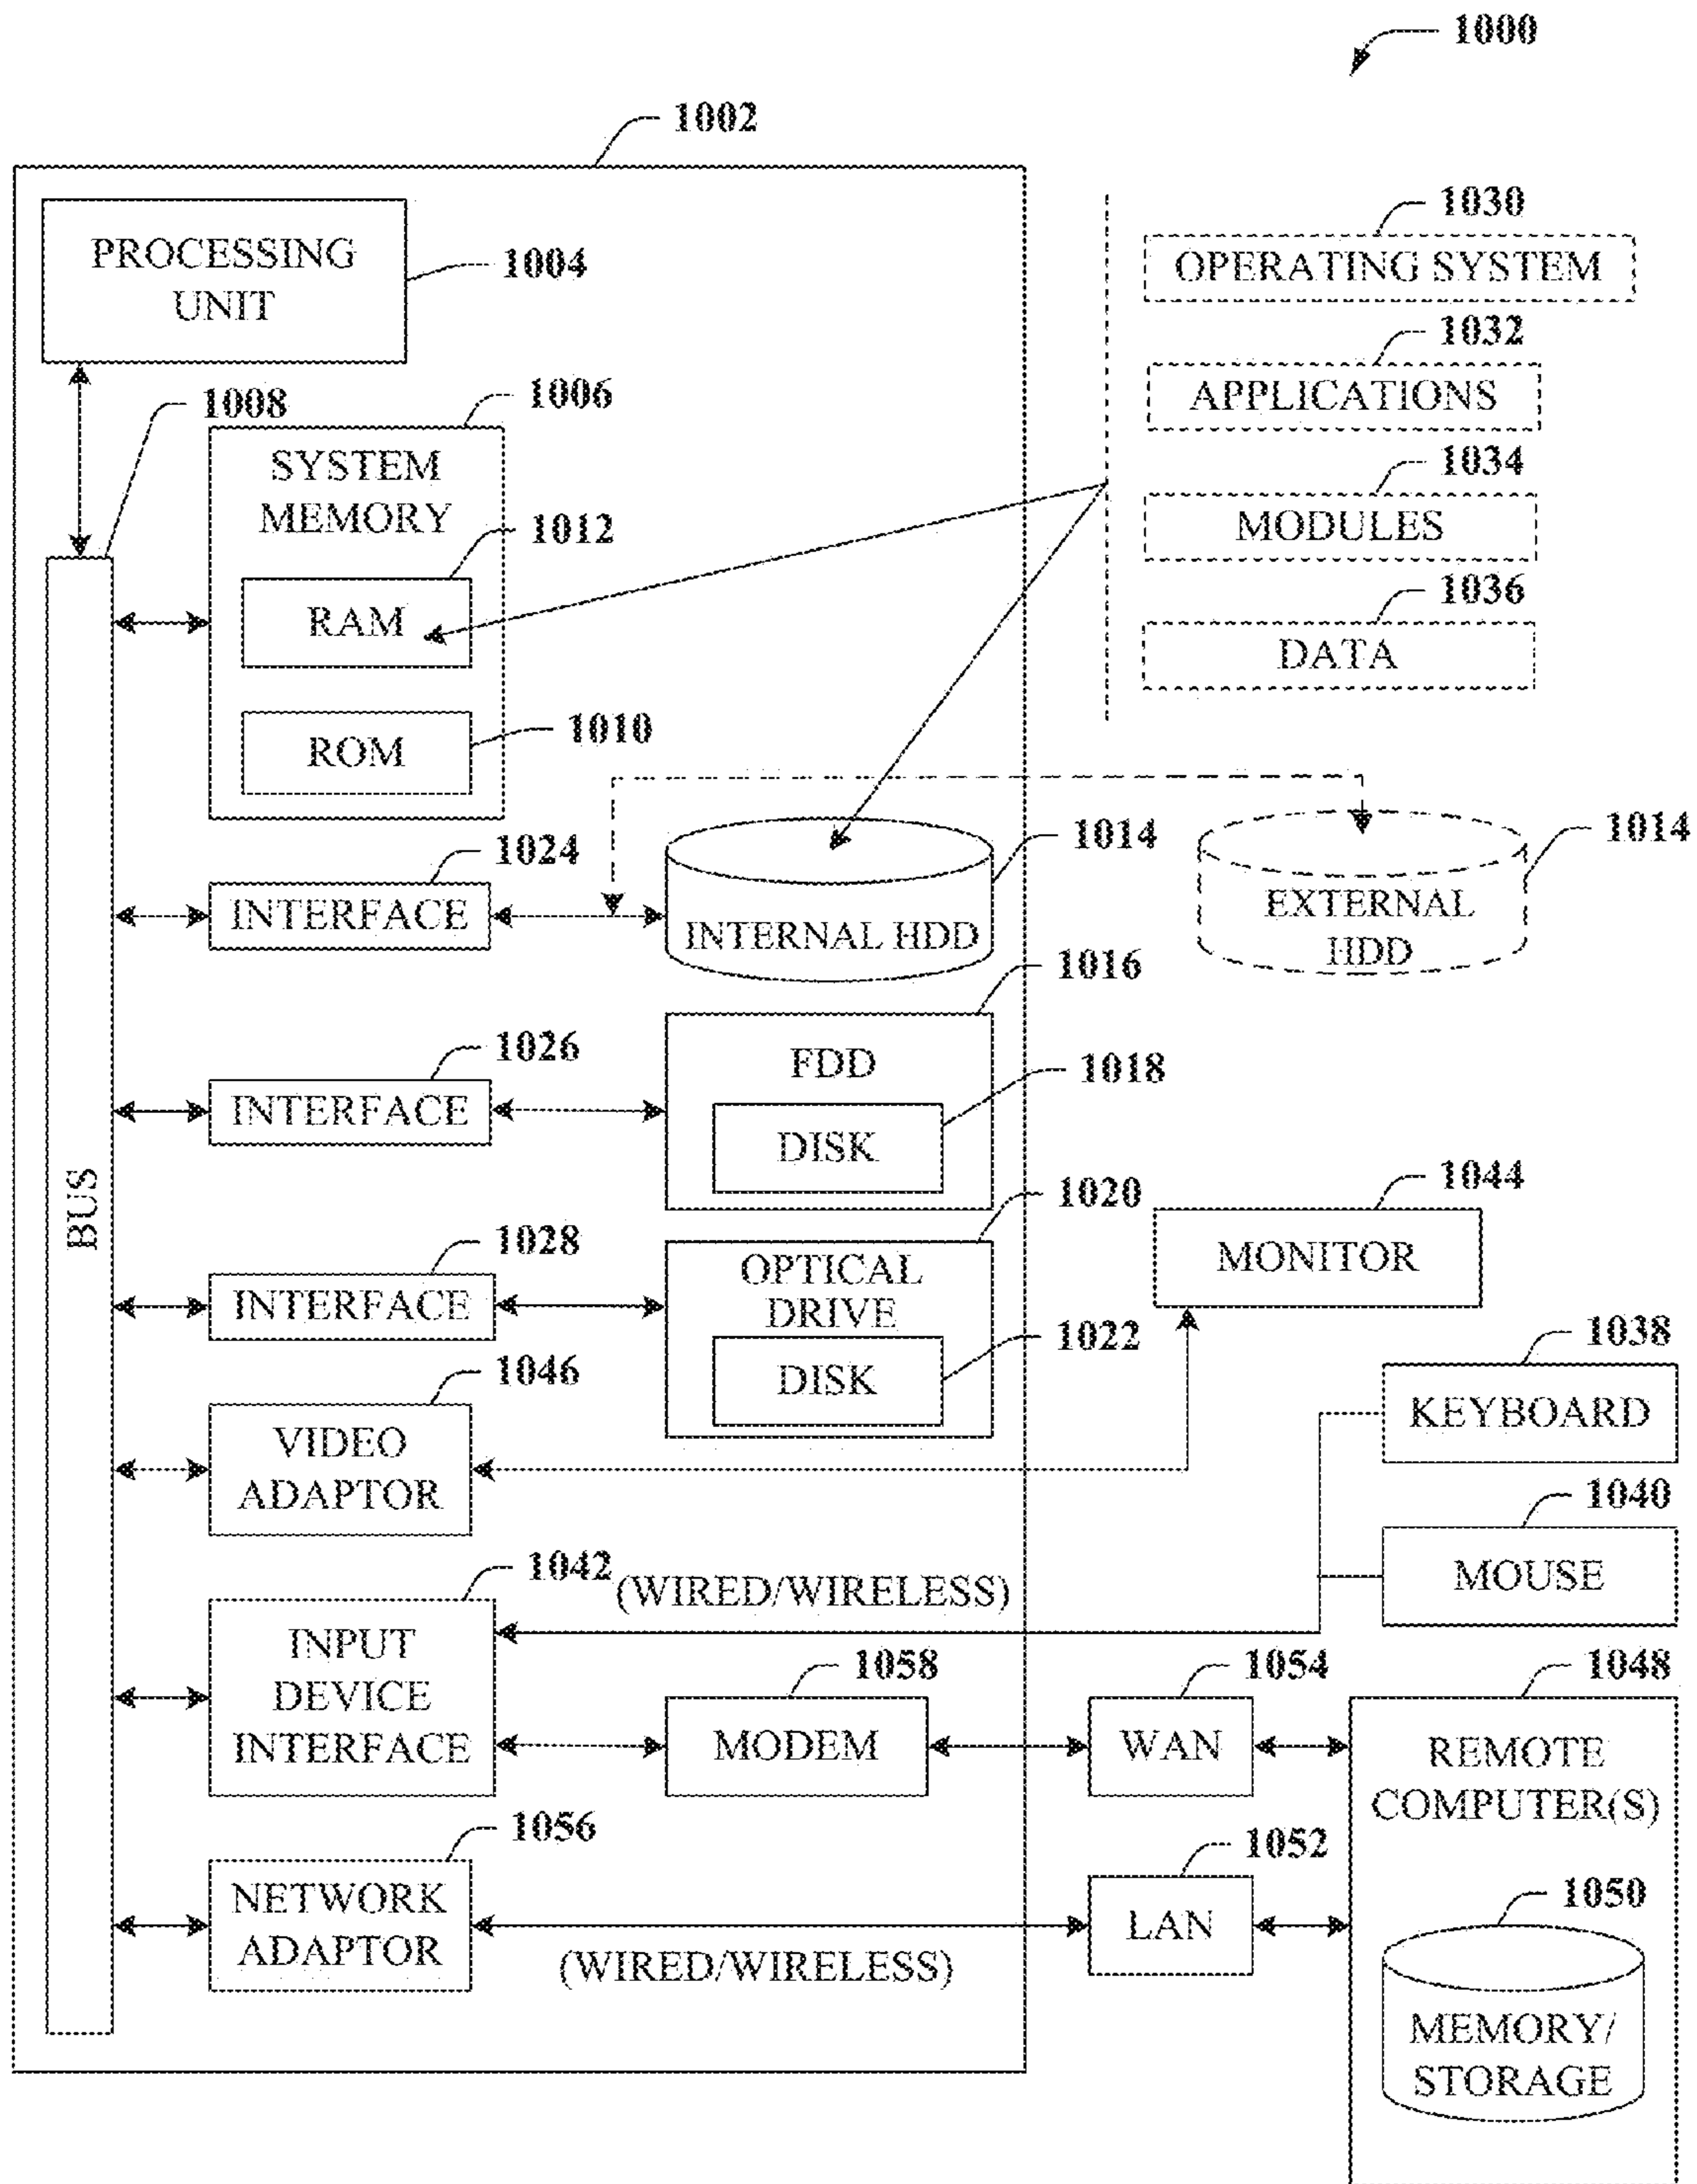 1000
1002
PROCESSING
UNIT
1004
1030
OPERATING SYSTEM
1032
APPLICATIONS
1034
MODULES
1036
DATA
1008
1006
SYSTEM
MEMORY
1012
RAM
1010
ROM
1024
INTERFACE
1014
INTERNAL HDD
1014
EXTERNAL
HDD
1026
INTERFACE
1016
FDD
1018
DISK
BUS
1028
INTERFACE
1020
OPTICAL
DRIVE
1022
DISK
1044
MONITOR
1046
VIDEO
ADAPTOR
1038
KEYBOARD
1040
MOUSE
1042
(WIRED/WIRELESS)
INPUT
DEVICE
INTERFACE
1058
MODEM
1054
WAN
1048
REMOTE
COMPUTER(S)
1056
NETWORK
ADAPTOR
(WIRED/WIRELESS)
1052
LAN
1050
MEMORY/
STORAGE